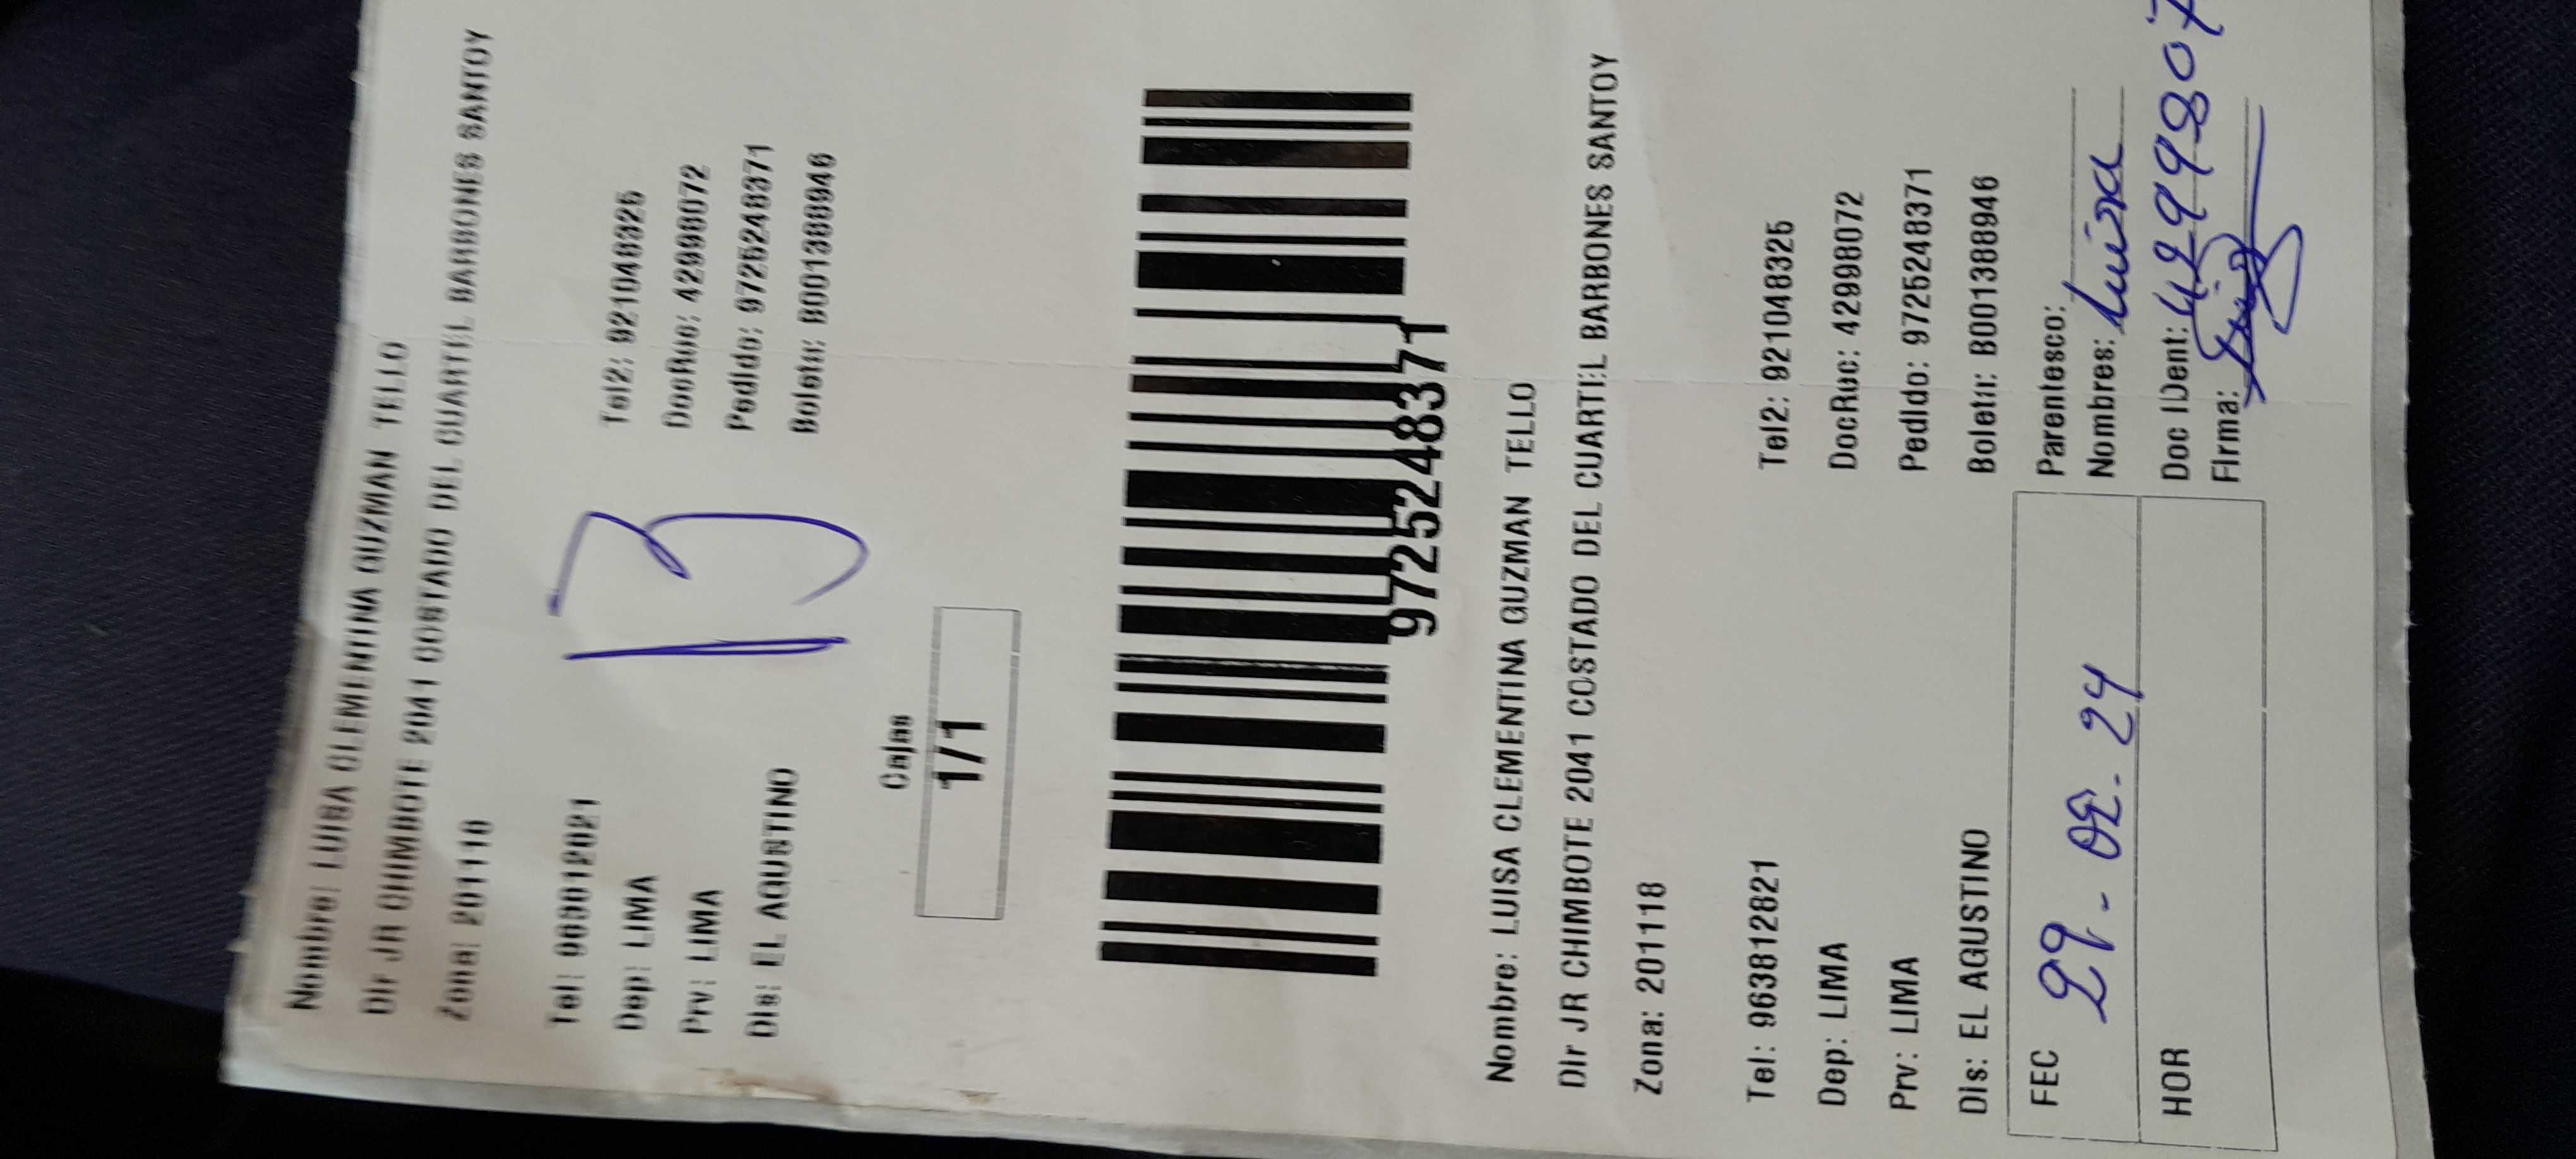 Nombre: LUISA CLEMENTINA GUZMAN TELLO
Dir JR CHIMBOTE 2041 COSTADO DEL CUARTEL BARBONES SANTOY
Zona: 201118
Tel: 963812821 Tel2: 921048325
Dep: LIMA DocRuc: 42998072
Prv: LIMA Pedido: 9725248371
Dis: EL AGUSTINO Boleta: B001388946
13
Cajas
1/1
9725248371
Nombre: LUISA CLEMENTINA GUZMAN TELLO
Dir JR CHIMBOTE 2041 COSTADO DEL CUARTEL BARBONES SANTOY
Zona: 201118
Tel: 963812821 Tel2: 921048325
Dep: LIMA DocRuc: 42998072
Prv: LIMA Pedido: 9725248371
Dis: EL AGUSTINO Boleta: B001388946
Parentesco:
FEC 29-02-24 Nombres: Luisa
HOR Doc IDent: 4299807
Firma: